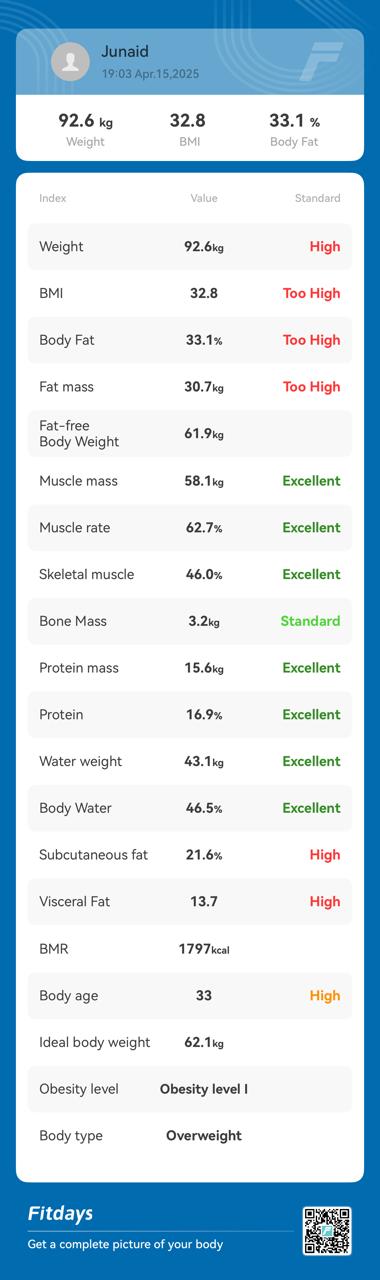 Junaid
19:03 Apr.15,2025
92.6 kg 32.8 33.1 %
Weight BMI Body Fat
Index Value Standard
Weight 92.6kg High
BMI 32.8 Too High
Body Fat 33.1% Too High
Fat mass 30.7kg Too High
Fat-free
Body Weight 61.9kg
Muscle mass 58.1kg Excellent
Muscle rate 62.7% Excellent
Skeletal muscle 46.0% Excellent
Bone Mass 3.2kg Standard
Protein mass 15.6kg Excellent
Protein 16.9% Excellent
Water weight 43.1kg Excellent
Body Water 46.5% Excellent
Subcutaneous fat 21.6% High
Visceral Fat 13.7 High
BMR 1797kcal
Body age 33 High
Ideal body weight 62.1kg
Obesity level Obesity level I
Body type Overweight
Fitdays
Get a complete picture of your body